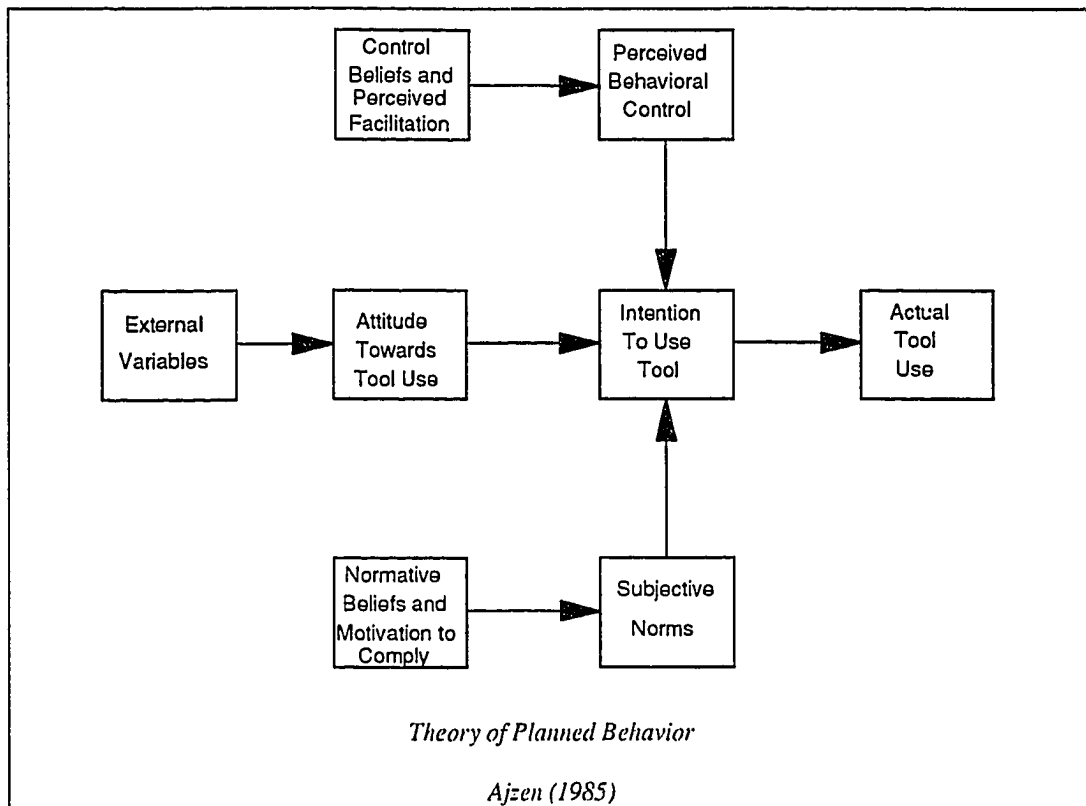 Control
Beliefs and
Perceived
Facilitation
Perceived
Behavioral
Control
External
Variables
Attitude
Towards
Tool Use
Intention
To Use
Tool
Actual
Tool
Use
Normative
Beliefs and
Motivation to
Comply
Subjective
Norms
Theory of Planned Behavior
Ajzen (1985)